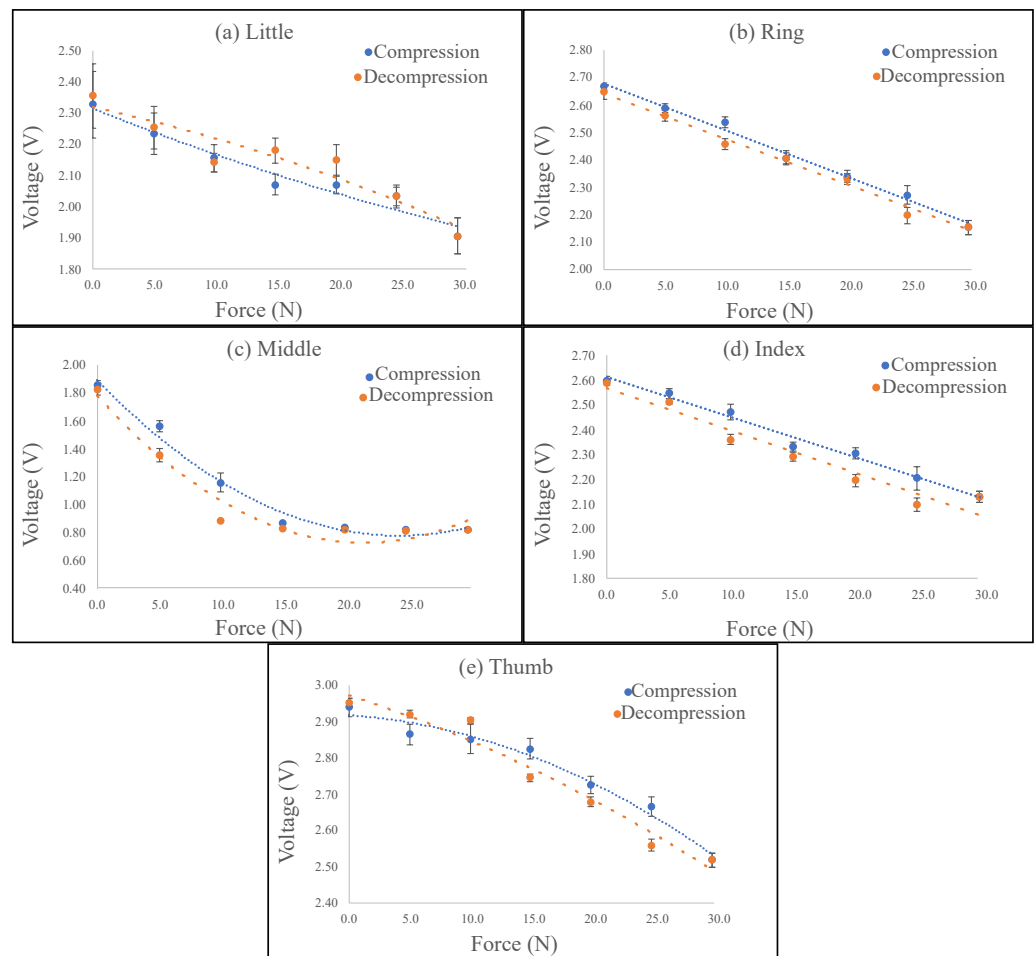 (a) Little
Compression
Decompression
2.50
2.40
2.30
2.20
2.10
2.00
1.90
1.80
Voltage (V)
0.0 5.0 10.0 15.0 20.0 25.0 30.0
Force (N)
(b) Ring
Compression
Decompression
2.80
2.70
2.60
2.50
2.40
2.30
2.20
2.10
2.00
Voltage (V)
0.0 5.0 10.0 15.0 20.0 25.0 30.0
Force (N)
(c) Middle
Compression
Decompression
2.00
1.80
1.60
1.40
1.20
1.00
0.80
0.60
0.40
Voltage (V)
0.0 5.0 10.0 15.0 20.0 25.0
Force (N)
(d) Index
Compression
Decompression
2.70
2.60
2.50
2.40
2.30
2.20
2.10
2.00
1.90
1.80
Voltage (V)
0.0 5.0 10.0 15.0 20.0 25.0 30.0
Force (N)
(e) Thumb
Compression
Decompression
3.00
2.90
2.80
2.70
2.60
2.50
2.40
Voltage (V)
0.0 5.0 10.0 15.0 20.0 25.0 30.0
Force (N)